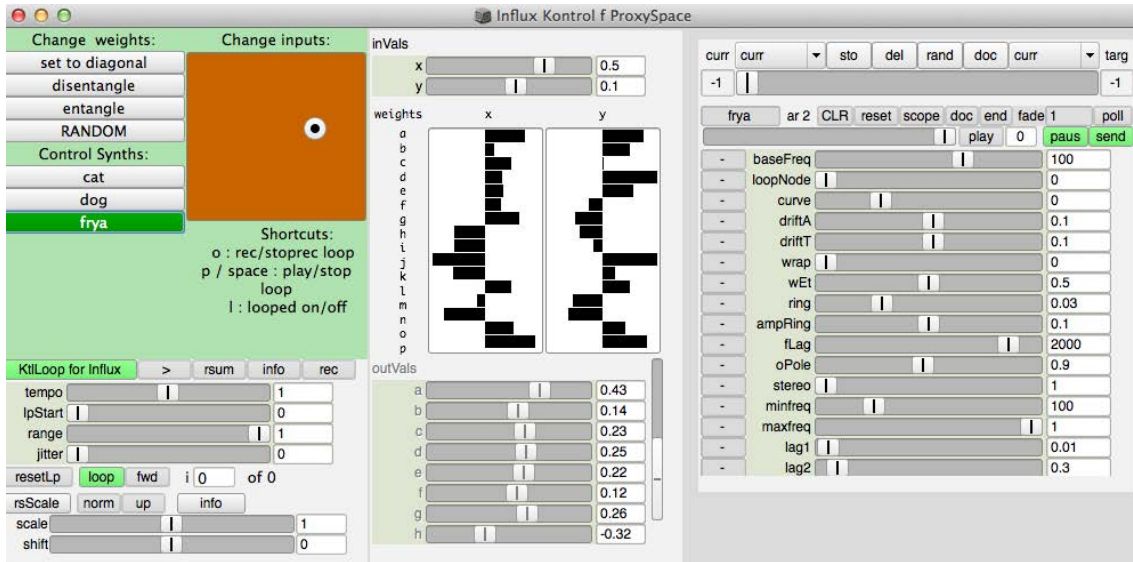 Influx Kontrol f ProxySpace
Change weights:
set to diagonal
disentangle
entangle
RANDOM
Control Synths:
cat
dog
frya
Change inputs:
Shortcuts:
o : rec/stoprec loop
p / space : play/stop
loop
l : looped on/off
KtlLoop for Influx > rsum info rec
tempo 1
lpStart 0
range 1
jitter 0
resetLp loop fwd i 0 of 0
rsScale norm up info
scale 1
shift 0
inVals
x 0.5
y 0.1
weights x y
a
b
c
d
e
f
g
h
i
j
k
l
m
n
o
p
outVals
a 0.43
b 0.14
c 0.23
d 0.25
e 0.22
f 0.12
g 0.26
h -0.32
curr curr sto del rand doc curr targ
-1 -1
frya ar 2 CLR reset scope doc end fade 1 poll
play 0 paus send
- baseFreq 100
- loopNode 0
- curve 0
- driftA 0.1
- driftT 0.1
- wrap 0
- wEt 0.5
- ring 0.03
- ampRing 0.1
- fLag 2000
- oPole 0.9
- stereo 1
- minfreq 100
- maxfreq 1
- lag1 0.01
- lag2 0.3